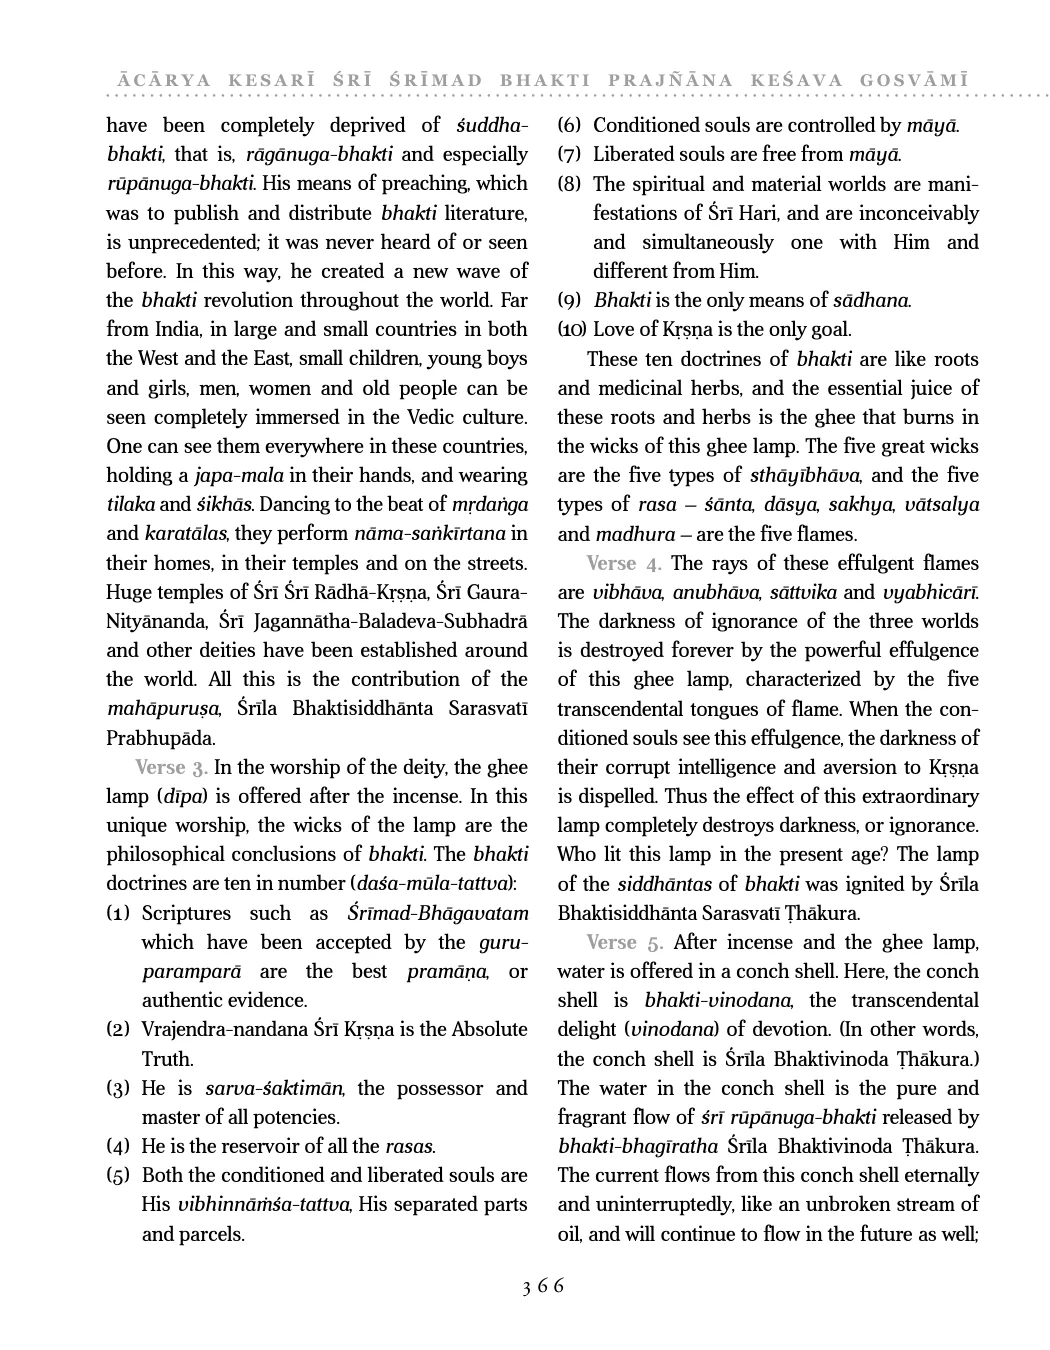 ĀCĀRYA KESARĪ ŚRĪ ŚRĪMAD BHAKTI PRAJÑĀNA KEŚAVA GOSVĀMĪ
have been completely deprived of śuddha-
bhakti, that is, rāgānuga-bhakti and especially
rūpānuga-bhakti. His means of preaching, which
was to publish and distribute bhakti literature,
is unprecedented; it was never heard of or seen
before. In this way, he created a new wave of
the bhakti revolution throughout the world. Far
from India, in large and small countries in both
the West and the East, small children, young boys
and girls, men, women and old people can be
seen completely immersed in the Vedic culture.
One can see them everywhere in these countries,
holding a japa-mala in their hands, and wearing
tilaka and śikhās. Dancing to the beat of mṛdaṅga
and karatālas, they perform nāma-saṅkīrtana in
their homes, in their temples and on the streets.
Huge temples of Śrī Śrī Rādhā-Kṛṣṇa, Śrī Gaura-
Nityānanda, Śrī Jagannātha-Baladeva-Subhadrā
and other deities have been established around
the world. All this is the contribution of the
mahāpuruṣa, Śrīla Bhaktisiddhānta Sarasvatī
Prabhupāda.
Verse 3. In the worship of the deity, the ghee
lamp (dīpa) is offered after the incense. In this
unique worship, the wicks of the lamp are the
philosophical conclusions of bhakti. The bhakti
doctrines are ten in number (daśa-mūla-tattva):
(1) Scriptures such as Śrīmad-Bhāgavatam
which have been accepted by the guru-
paramparā are the best pramāṇa, or
authentic evidence.
(2) Vrajendra-nandana Śrī Kṛṣṇa is the Absolute
Truth.
(3) He is sarva-śaktimān, the possessor and
master of all potencies.
(4) He is the reservoir of all the rasas.
(5) Both the conditioned and liberated souls are
His vibhinnāṁśa-tattva, His separated parts
and parcels.
(6) Conditioned souls are controlled by māyā.
(7) Liberated souls are free from māyā.
(8) The spiritual and material worlds are mani-
festations of Śrī Hari, and are inconceivably
and simultaneously one with Him and
different from Him.
(9) Bhakti is the only means of sādhana.
(10) Love of Kṛṣṇa is the only goal.
These ten doctrines of bhakti are like roots
and medicinal herbs, and the essential juice of
these roots and herbs is the ghee that burns in
the wicks of this ghee lamp. The five great wicks
are the five types of sthāyībhāva, and the five
types of rasa – śānta, dāsya, sakhya, vātsalya
and madhura – are the five flames.
Verse 4. The rays of these effulgent flames
are vibhāva, anubhāva, sāttvika and vyabhicārī.
The darkness of ignorance of the three worlds
is destroyed forever by the powerful effulgence
of this ghee lamp, characterized by the five
transcendental tongues of flame. When the con-
ditioned souls see this effulgence, the darkness of
their corrupt intelligence and aversion to Kṛṣṇa
is dispelled. Thus the effect of this extraordinary
lamp completely destroys darkness, or ignorance.
Who lit this lamp in the present age? The lamp
of the siddhāntas of bhakti was ignited by Śrīla
Bhaktisiddhānta Sarasvatī Ṭhākura.
Verse 5. After incense and the ghee lamp,
water is offered in a conch shell. Here, the conch
shell is bhakti-vinodana, the transcendental
delight (vinodana) of devotion. (In other words,
the conch shell is Śrīla Bhaktivinoda Ṭhākura.)
The water in the conch shell is the pure and
fragrant flow of śrī rūpānuga-bhakti released by
bhakti-bhagīratha Śrīla Bhaktivinoda Ṭhākura.
The current flows from this conch shell eternally
and uninterruptedly, like an unbroken stream of
oil, and will continue to flow in the future as well;
366